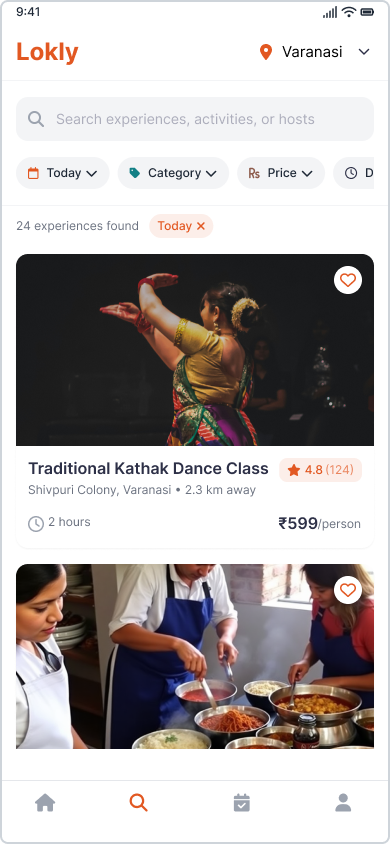 9:41
Lokly
Varanasi
Search experiences, activities, or hosts
Today Category Rs Price D
24 experiences found Today ×
Traditional Kathak Dance Class 4.8 (124)
Shivpuri Colony, Varanasi • 2.3 km away
2 hours ₹599/person